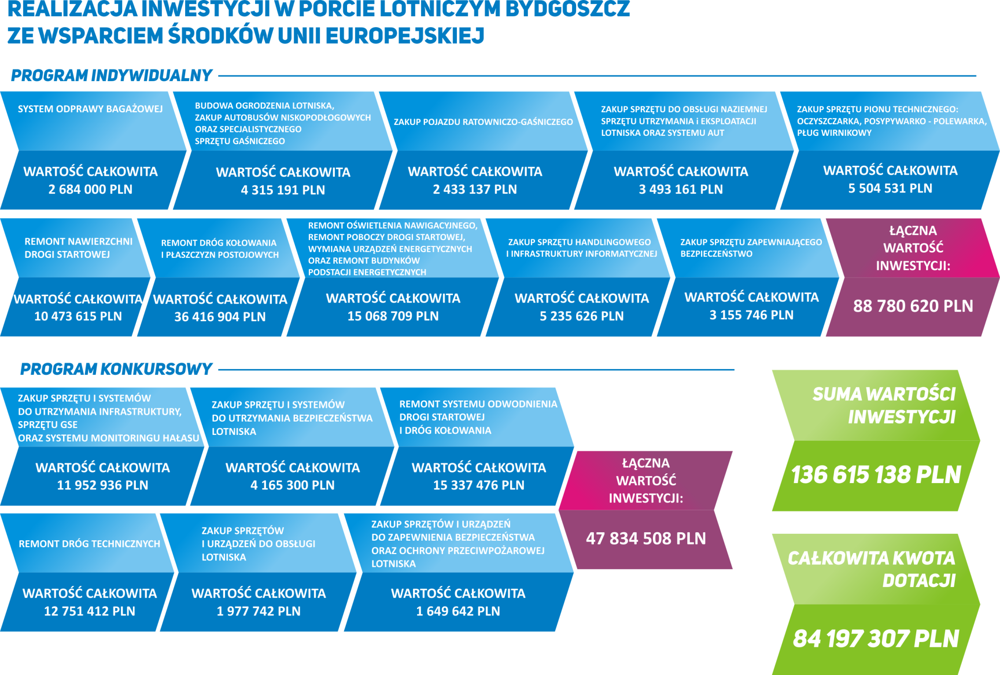 REALIZACJA INWESTYCJI W PORCIE LOTNICZYM BYDGOSZCZ
ZE WSPARCIEM ŚRODKÓW UNII EUROPEJSKIEJ
PROGRAM INDYWIDUALNY
SYSTEM ODPRAWY BAGAŻOWEJ
WARTOŚĆ CAŁKOWITA
2 684 000 PLN
BUDOWA OGRODZENIA LOTNISKA,
ZAKUP AUTOBUSÓW NISKOPODŁOGOWYCH
ORAZ SPECJALISTYCZNEGO
SPRZĘTU GAŚNICZEGO
WARTOŚĆ CAŁKOWITA
4 315 191 PLN
ZAKUP POJAZDU RATOWNICZO-GAŚNICZEGO
WARTOŚĆ CAŁKOWITA
2 433 137 PLN
ZAKUP SPRZĘTU DO OBSŁUGI NAZIEMNEJ
SPRZĘTU UTRZYMANIA i EKSPLOATACJI
LOTNISKA ORAZ SYSTEMU AUT
WARTOŚĆ CAŁKOWITA
3 493 161 PLN
ZAKUP SPRZĘTU PIONU TECHNICZNEGO:
OCZYSZCZARKA, POSYPYWARKO - POLEWARKA,
PŁUG WIRNIKOWY
WARTOŚĆ CAŁKOWITA
5 504 531 PLN
REMONT NAWIERZCHNI
DROGI STARTOWEJ
WARTOŚĆ CAŁKOWITA
10 473 615 PLN
REMONT DRÓG KOŁOWANIA
I PŁASZCZYZN POSTOJOWYCH
WARTOŚĆ CAŁKOWITA
36 416 904 PLN
REMONT OŚWIETLENIA NAWIGACYJNEGO,
REMONT POBOCZY DROGI STARTOWEJ,
WYMIANA URZĄDZEŃ ENERGETYCZNYCH
ORAZ REMONT BUDYNKÓW
PODSTACJI ENERGETYCZNYCH
WARTOŚĆ CAŁKOWITA
15 068 709 PLN
ZAKUP SPRZĘTU HANDLINGOWEGO
I INFRASTRUKTURY INFORMATYCZNEJ
WARTOŚĆ CAŁKOWITA
5 235 626 PLN
ZAKUP SPRZĘTU ZAPEWNIAJĄCEGO
BEZPIECZEŃSTWO
WARTOŚĆ CAŁKOWITA
3 155 746 PLN
ŁĄCZNA
WARTOŚĆ
INWESTYCJI:
88 780 620 PLN
PROGRAM KONKURSOWY
ZAKUP SPRZĘTU I SYSTEMÓW
DO UTRZYMANIA INFRASTRUKTURY,
SPRZĘTU GSE
ORAZ SYSTEMU MONITORINGU HAŁASU
WARTOŚĆ CAŁKOWITA
11 952 936 PLN
ZAKUP SPRZĘTU I SYSTEMÓW
DO UTRZYMANIA BEZPIECZEŃSTWA
LOTNISKA
WARTOŚĆ CAŁKOWITA
4 165 300 PLN
REMONT SYSTEMU ODWODNIENIA
DROGI STARTOWEJ
I DRÓG KOŁOWANIA
WARTOŚĆ CAŁKOWITA
15 337 476 PLN
REMONT DRÓG TECHNICZNYCH
WARTOŚĆ CAŁKOWITA
12 751 412 PLN
ZAKUP SPRZĘTÓW
I URZĄDZEŃ DO OBSŁUGI
LOTNISKA
WARTOŚĆ CAŁKOWITA
1 977 742 PLN
ZAKUP SPRZĘTÓW I URZĄDZEŃ
DO ZAPEWNIENIA BEZPIECZEŃSTWA
ORAZ OCHRONY PRZECIWPOŻAROWEJ
LOTNISKA
WARTOŚĆ CAŁKOWITA
1 649 642 PLN
ŁĄCZNA
WARTOŚĆ
INWESTYCJI:
47 834 508 PLN
SUMA WARTOŚCI
INWESTYCJI
136 615 138 PLN
CAŁKOWITA KWOTA
DOTACJI
84 197 307 PLN